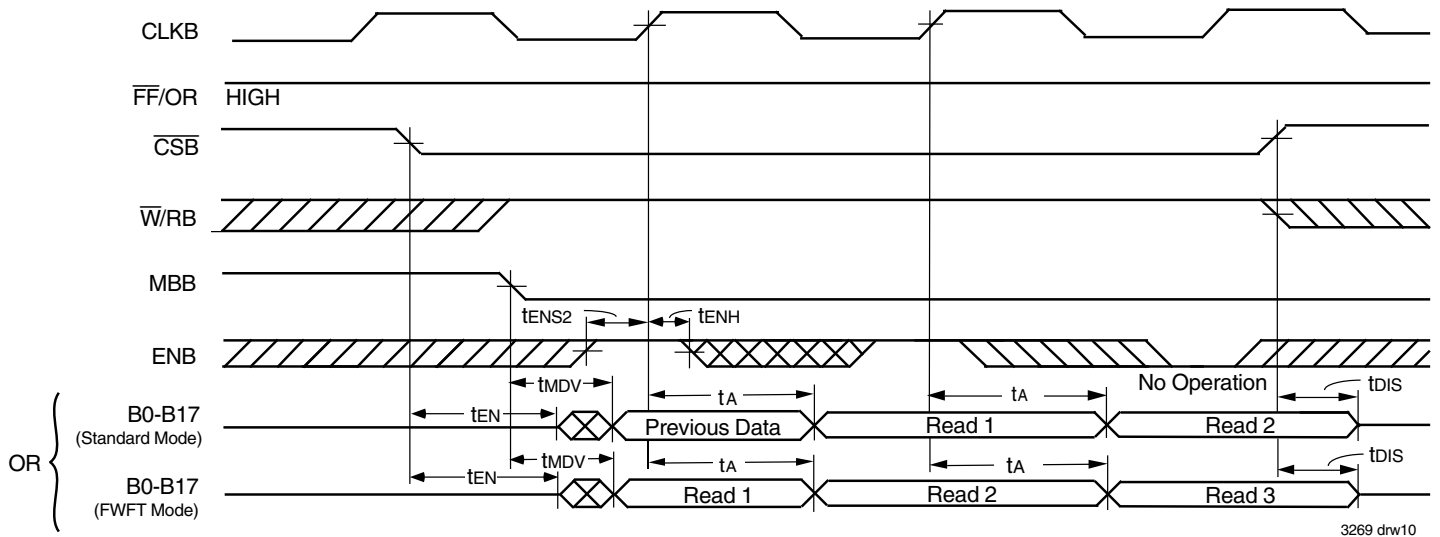 CLKB
FF/OR HIGH
CSB
W/RB
MBB
tENS2 tENH
ENB
No Operation
tMDV tA tA tDIS
tEN
B0-B17
(Standard Mode)
Previous Data Read 1 Read 2
OR
tMDV tA tA tDIS
tEN
B0-B17
(FWFT Mode)
Read 1 Read 2 Read 3
3269 drw10